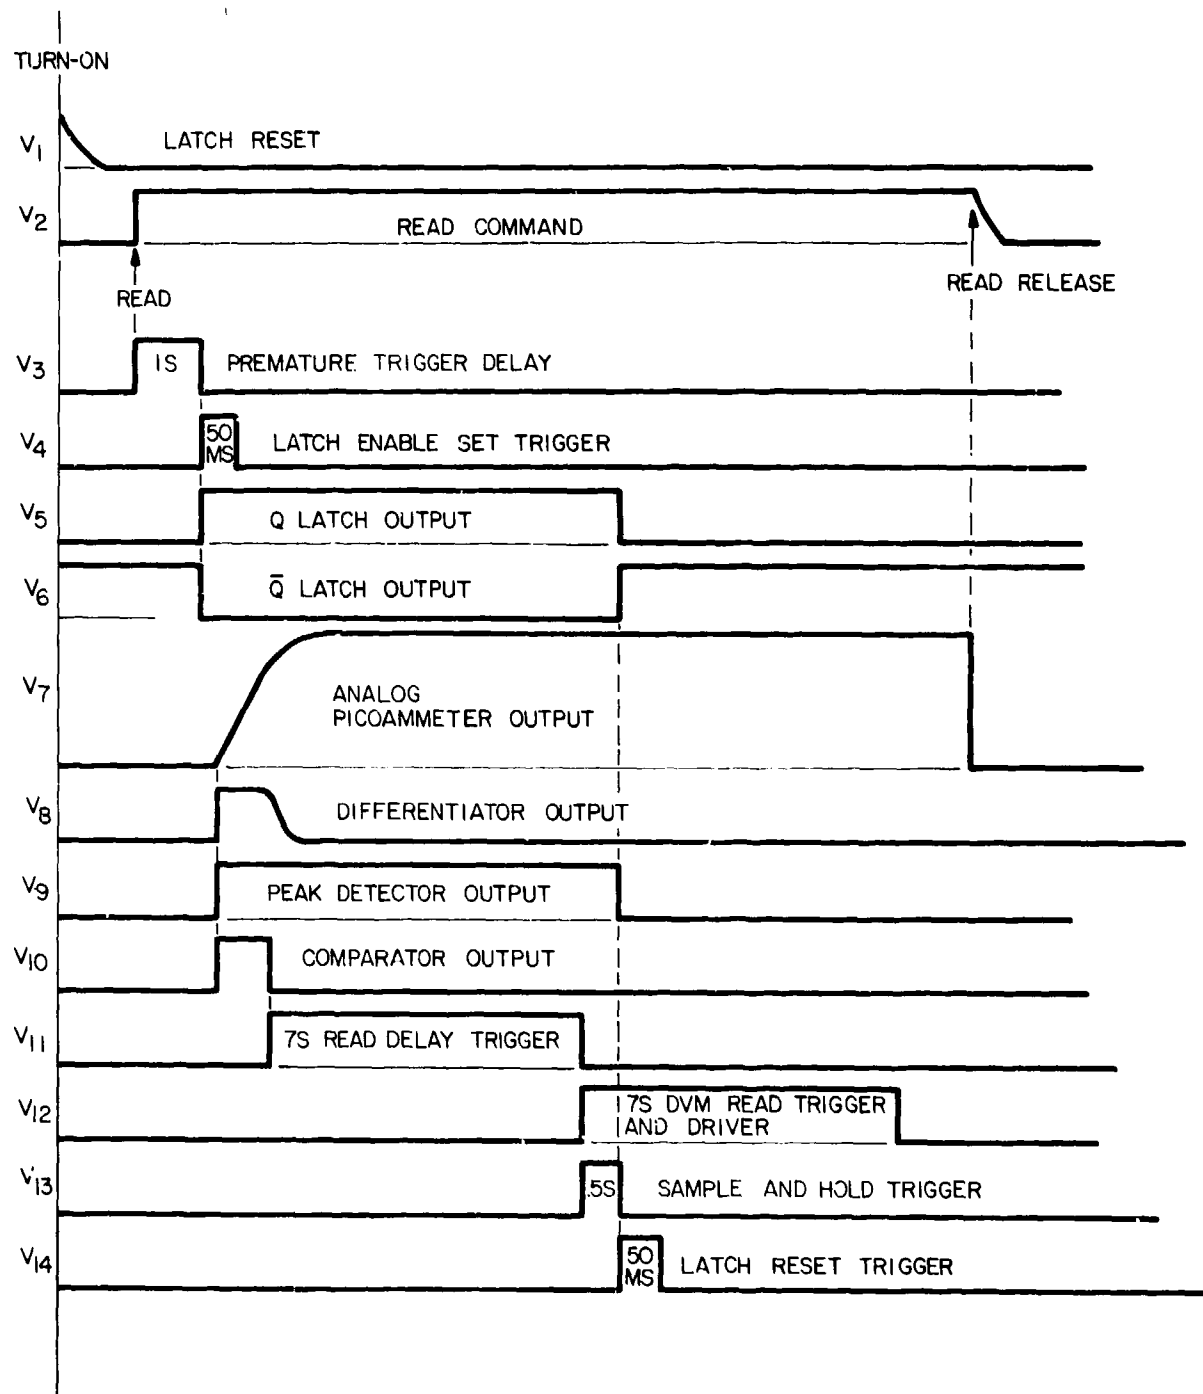 TURN-ON
V1 LATCH RESET
V2 READ COMMAND
READ
READ RELEASE
V3 1S PREMATURE TRIGGER DELAY
V4 50 MS LATCH ENABLE SET TRIGGER
V5 Q LATCH OUTPUT
V6 Q̄ LATCH OUTPUT
V7 ANALOG
PICOAMMETER OUTPUT
V8 DIFFERENTIATOR OUTPUT
V9 PEAK DETECTOR OUTPUT
V10 COMPARATOR OUTPUT
V11 7S READ DELAY TRIGGER
V12 7S DVM READ TRIGGER
AND DRIVER
V13 .5S SAMPLE AND HOLD TRIGGER
V14 50 MS LATCH RESET TRIGGER